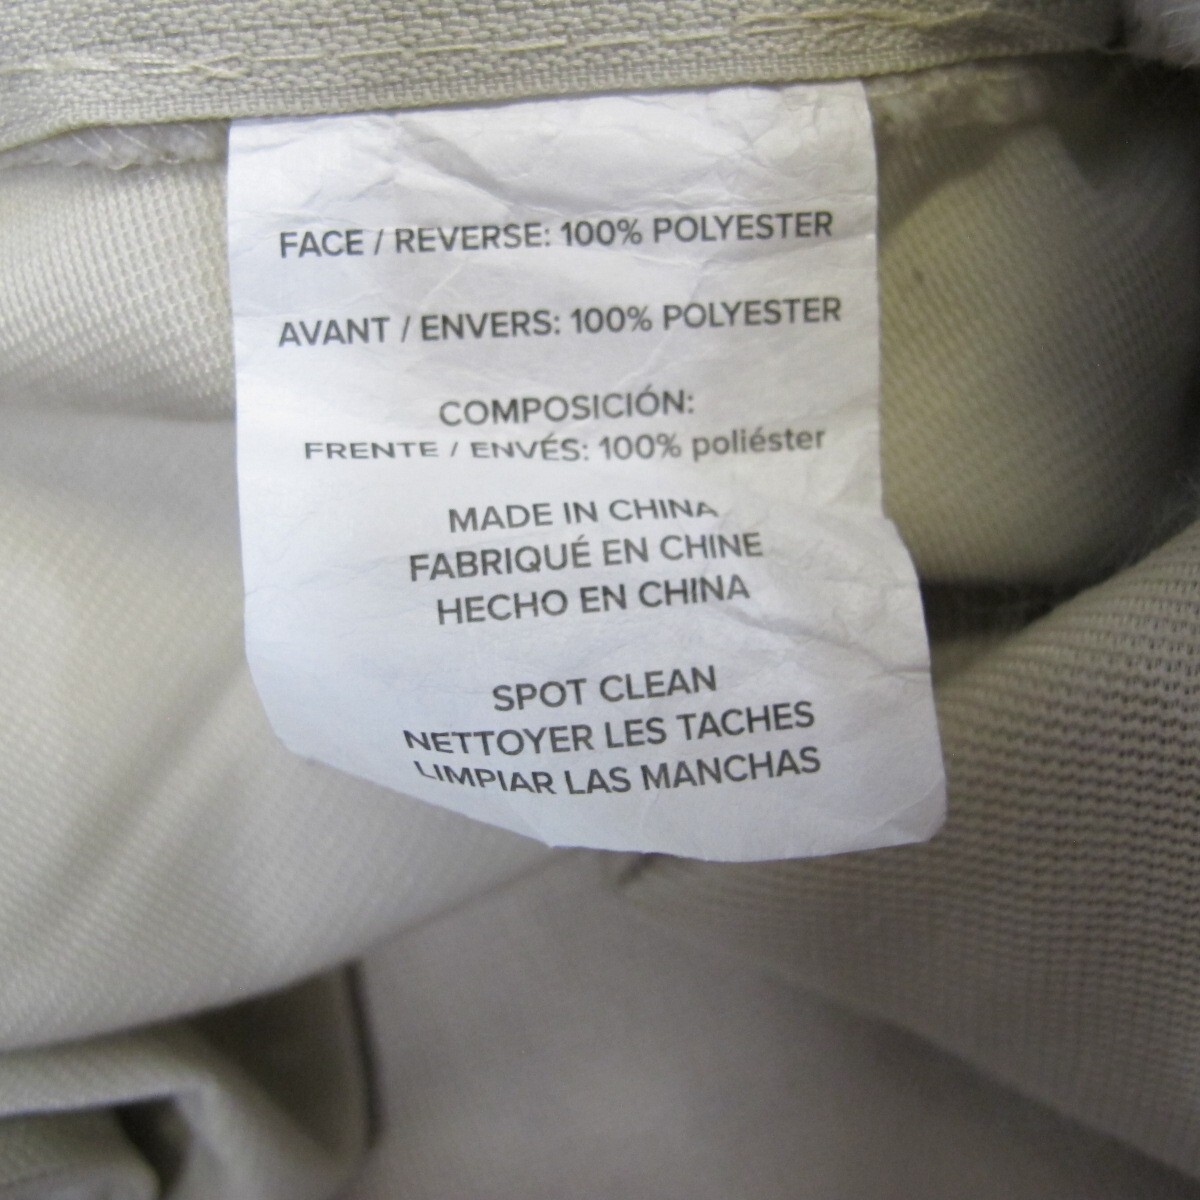 FACE / REVERSE: 100% POLYESTER
AVANT / ENVERS: 100% POLYESTER
COMPOSICIÓN:
FRENTE / ENVÉS: 100% poliéster
MADE IN CHINA
FABRIQUÉ EN CHINE
HECHO EN CHINA
SPOT CLEAN
NETTOYER LES TACHES
LIMPIAR LAS MANCHAS